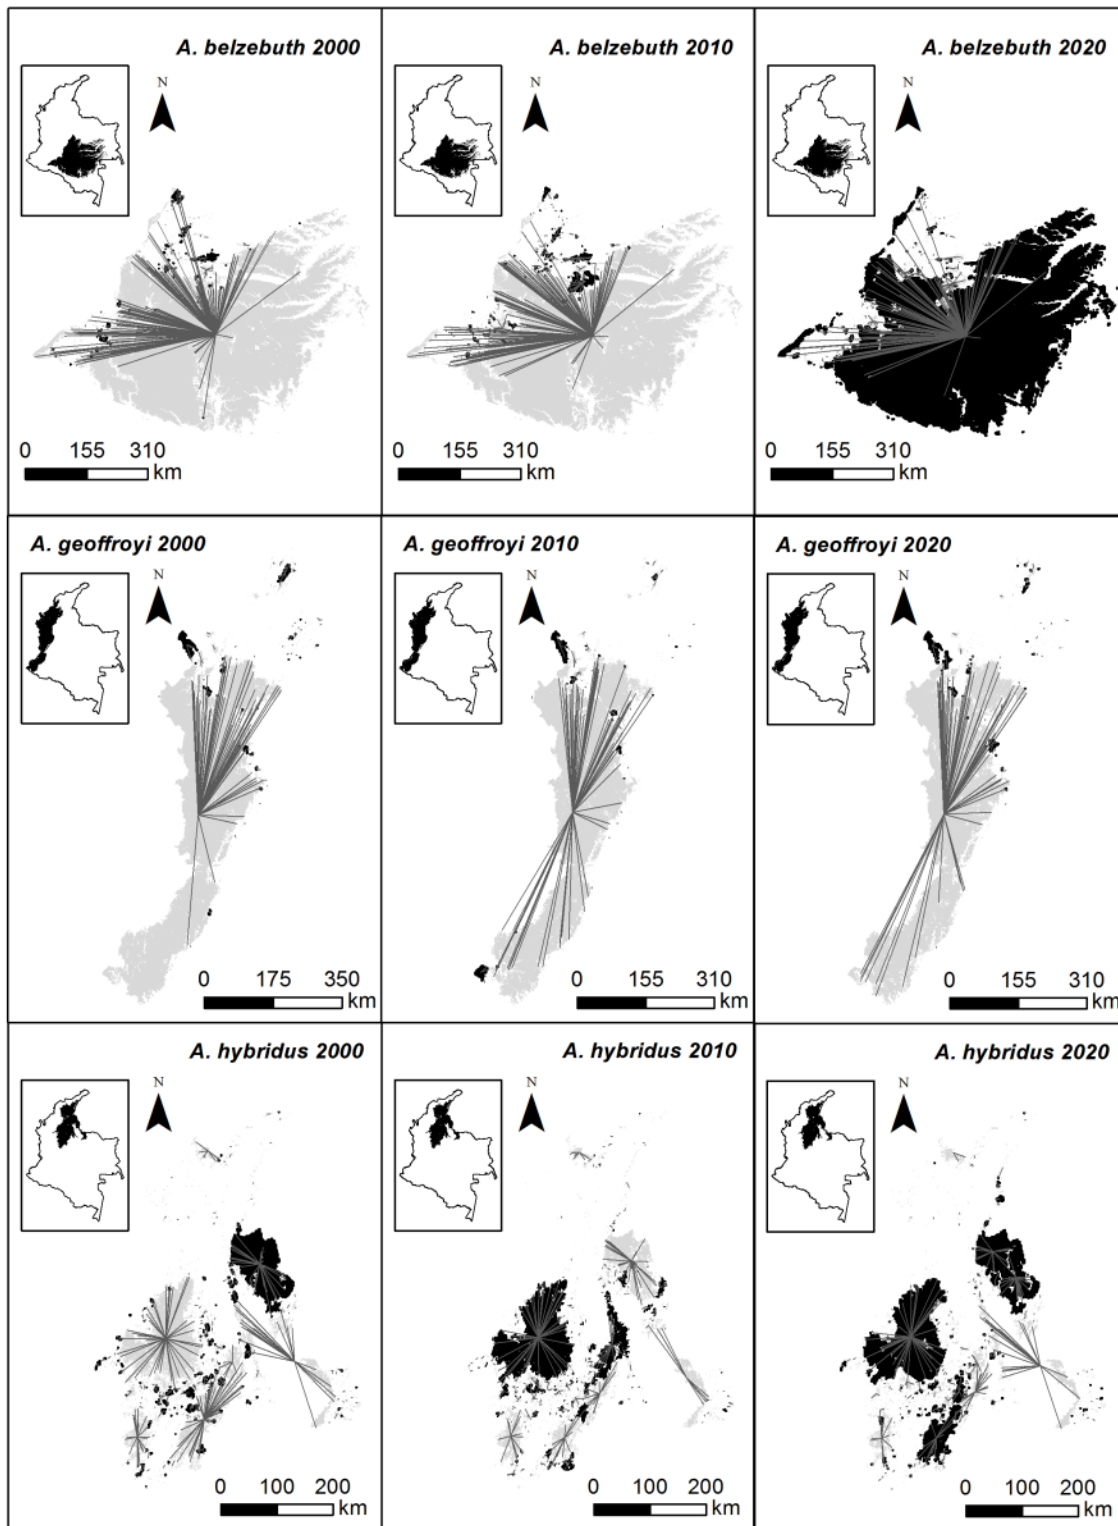 A. belzebuth 2000
N
0 155 310
km
A. belzebuth 2010
N
0 155 310
km
A. belzebuth 2020
N
0 155 310
km
A. geoffroyi 2000
N
0 175 350
km
A. geoffroyi 2010
N
0 155 310
km
A. geoffroyi 2020
N
0 155 310
km
A. hybridus 2000
N
0 100 200
km
A. hybridus 2010
N
0 100 200
km
A. hybridus 2020
N
0 100 200
km